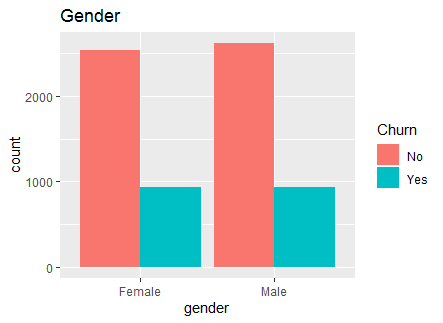 Gender
count
2000
1000
0
Female
Male
gender
Churn
No
Yes